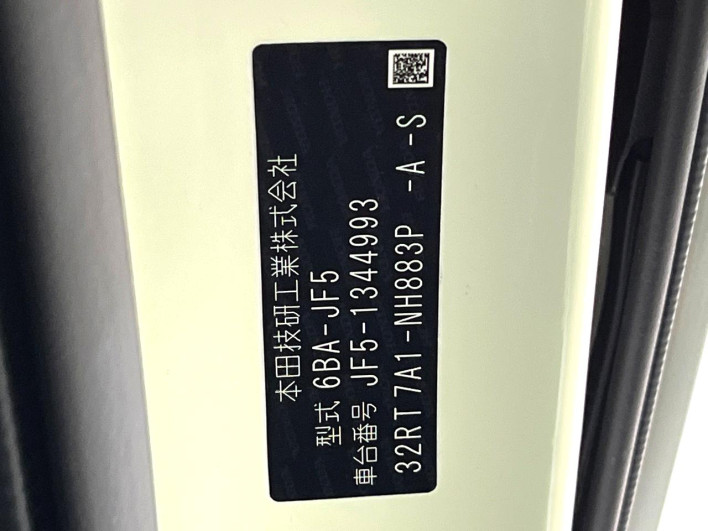 本田技研工業株式会社
型式 6BA-JF5
車台番号 JF5-1344993
32RT7A1-NH883P -A -S